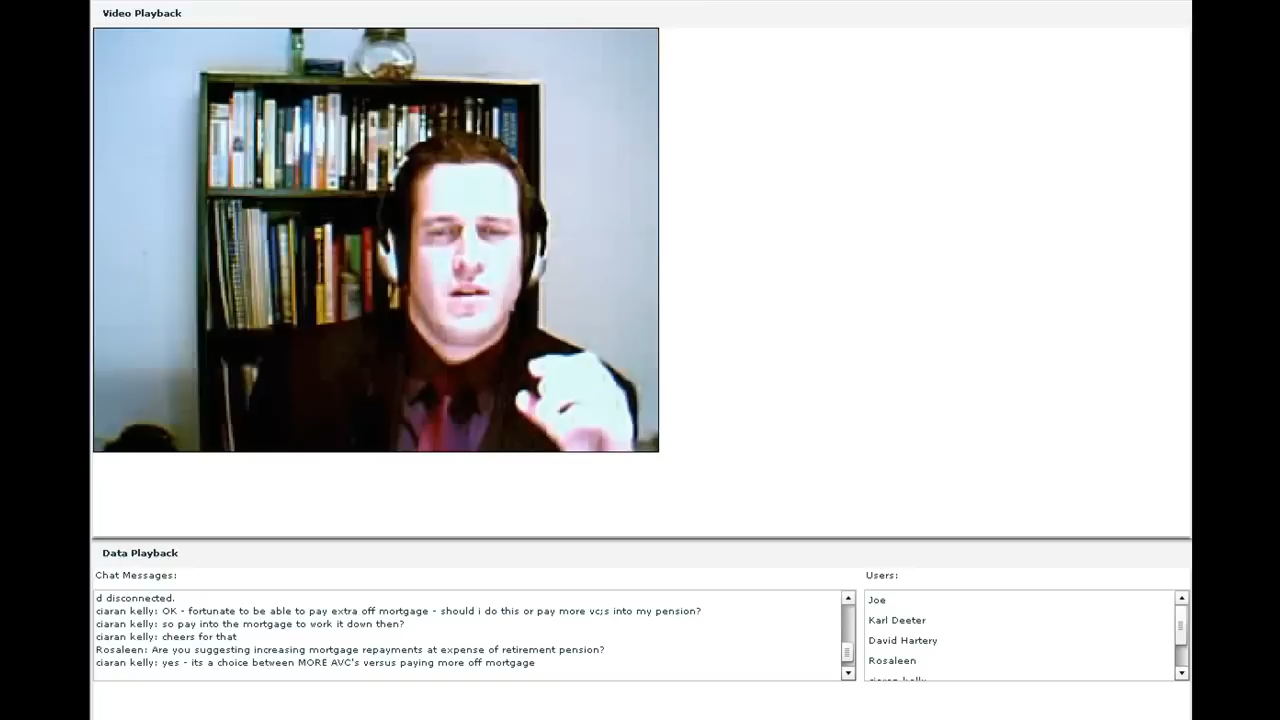 Video Playback
Data Playback
Chat Messages:
Users:
d disconnected.
ciaran kelly: OK - fortunate to be able to pay extra off mortgage - should i do this or pay more vc;s into my pension?
ciaran kelly: so pay into the mortgage to work it down then?
ciaran kelly: cheers for that
Rosaleen: Are you suggesting increasing mortgage repayments at expense of retirement pension?
ciaran kelly: yes - its a choice between MORE AVC's versus paying more off mortgage
Joe
Karl Deeter
David Hartery
Rosaleen
ciaran kelly